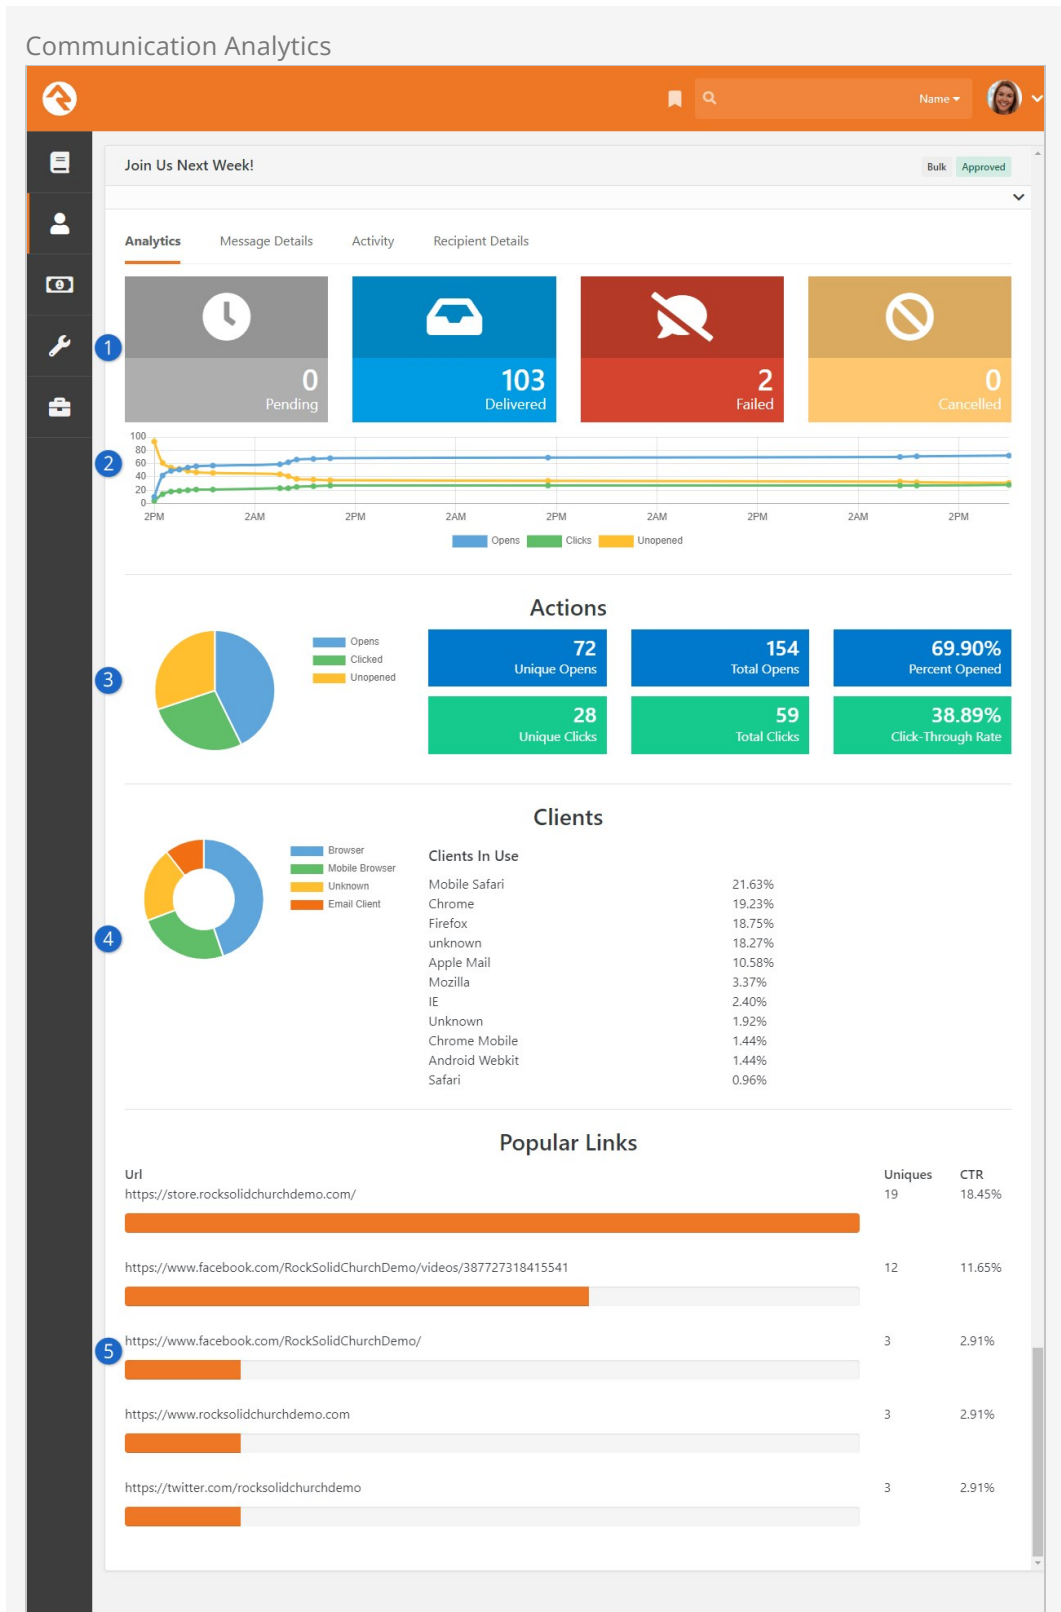 Communication Analytics
Name
Join Us Next Week!
Bulk Approved
Analytics Message Details Activity Recipient Details
1
0
Pending
103
Delivered
2
Failed
0
Cancelled
2
100
80
60
40
20
0
2PM 2AM 2PM 2AM 2PM 2AM 2PM 2AM 2PM
Opens Clicks Unopened
Actions
3
Opens
Clicked
Unopened
72
Unique Opens
154
Total Opens
69.90%
Percent Opened
28
Unique Clicks
59
Total Clicks
38.89%
Click-Through Rate
Clients
4
Browser
Mobile Browser
Unknown
Email Client
Clients In Use
Mobile Safari 21.63%
Chrome 19.23%
Firefox 18.75%
unknown 18.27%
Apple Mail 10.58%
Mozilla 3.37%
IE 2.40%
Unknown 1.92%
Chrome Mobile 1.44%
Android Webkit 1.44%
Safari 0.96%
Popular Links
Url Uniques CTR
https://store.rocksolidchurchdemo.com/ 19 18.45%
https://www.facebook.com/RockSolidChurchDemo/videos/387727318415541 12 11.65%
5
https://www.facebook.com/RockSolidChurchDemo/ 3 2.91%
https://www.rocksolidchurchdemo.com 3 2.91%
https://twitter.com/rocksolidchurchdemo 3 2.91%